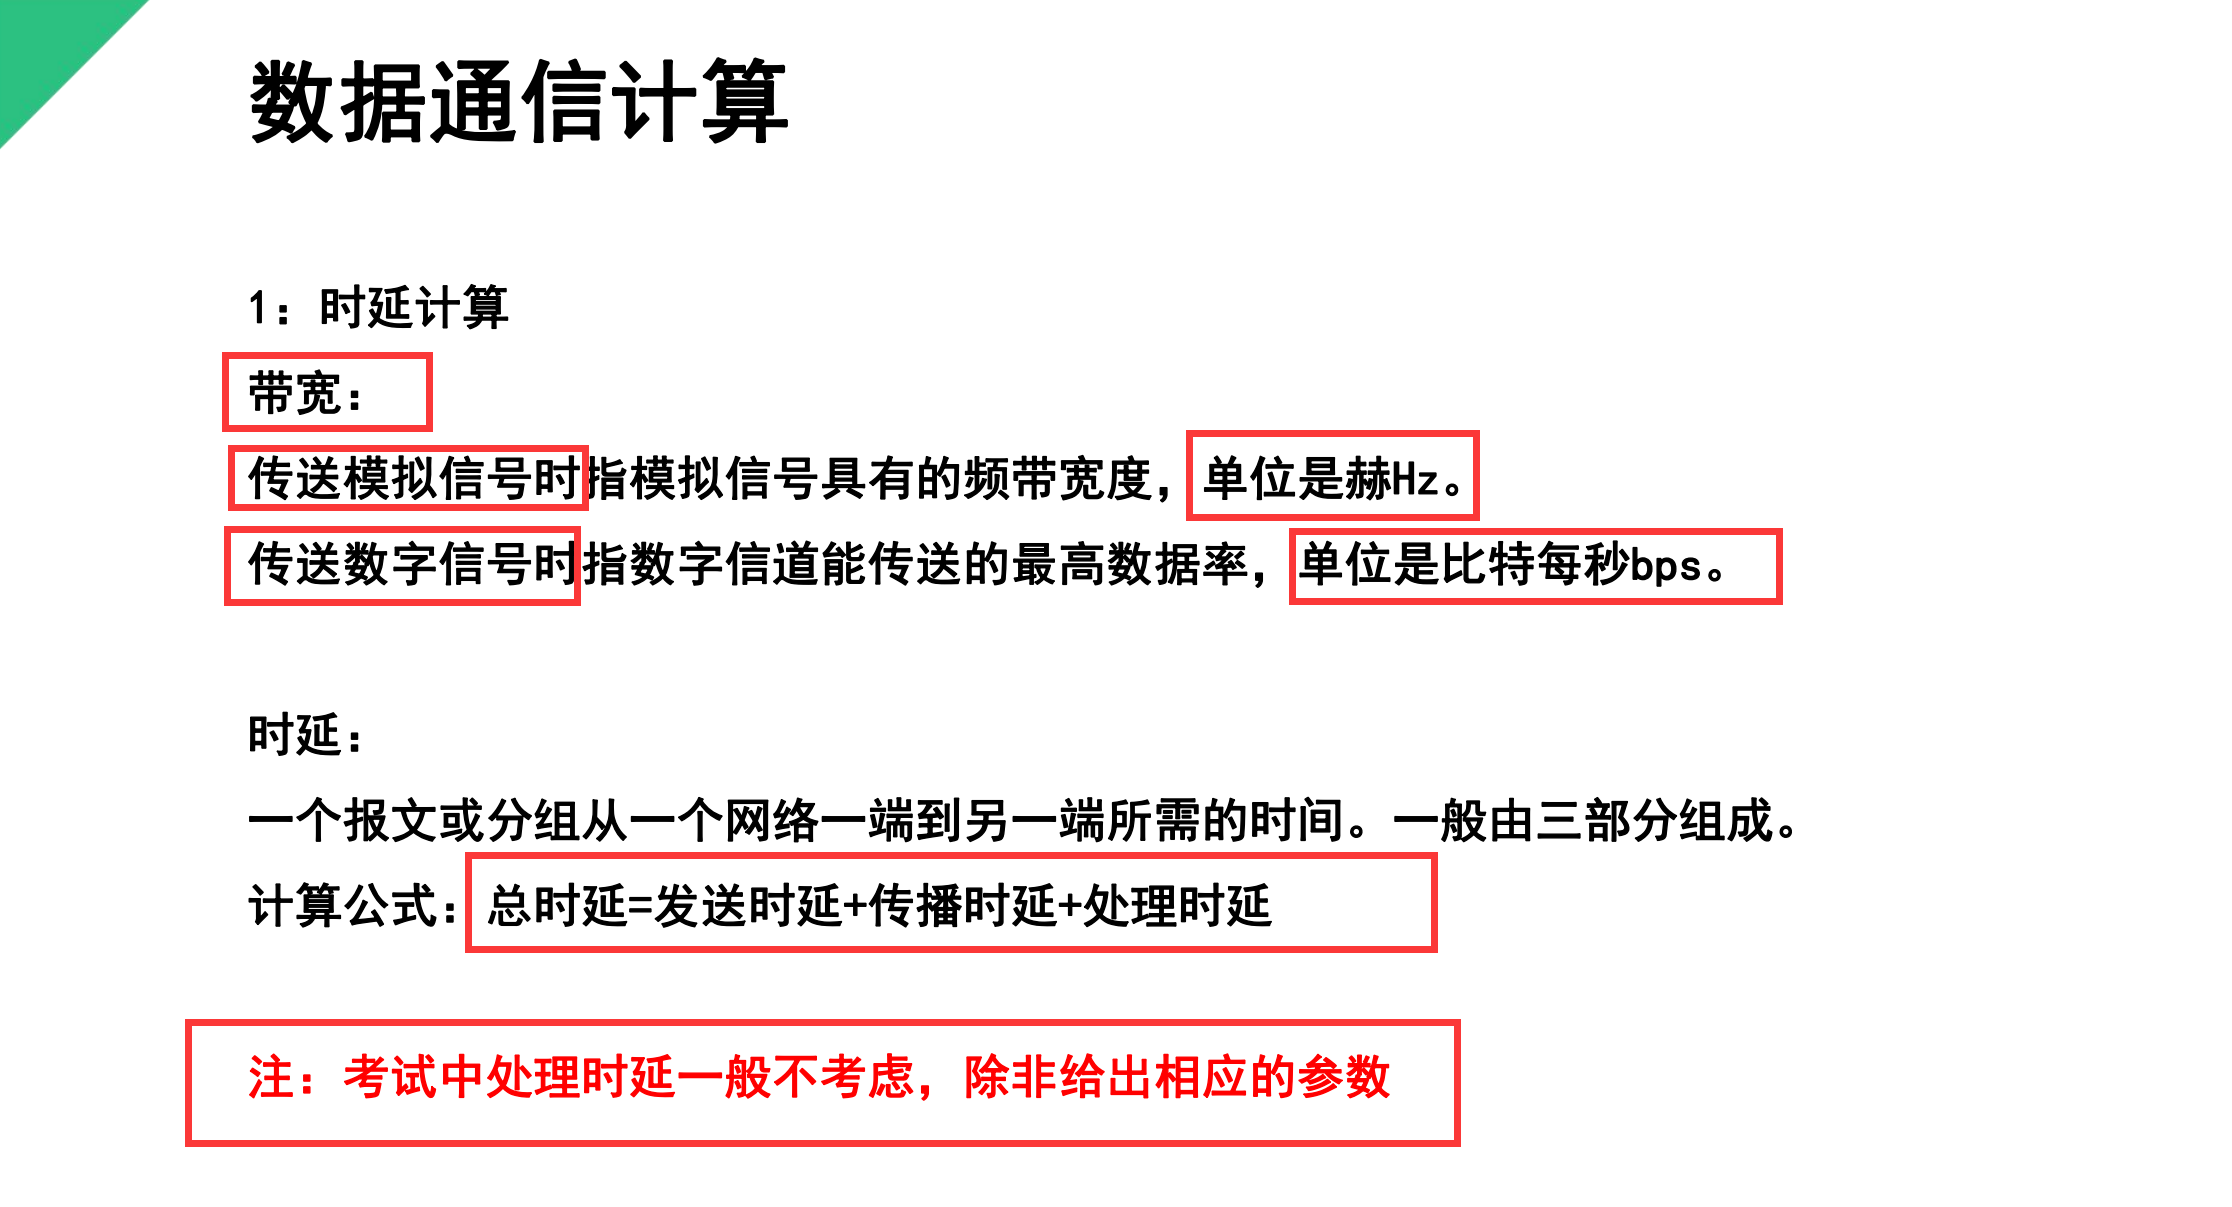 数据通信计算
1：时延计算
带宽：
传送模拟信号时指模拟信号具有的频带宽度，单位是赫Hz。
传送数字信号时指数字信道能传送的最高数据率，单位是比特每秒bps。
时延：
一个报文或分组从一个网络一端到另一端所需的时间。一般由三部分组成。
计算公式：总时延=发送时延+传播时延+处理时延
注：考试中处理时延一般不考虑，除非给出相应的参数